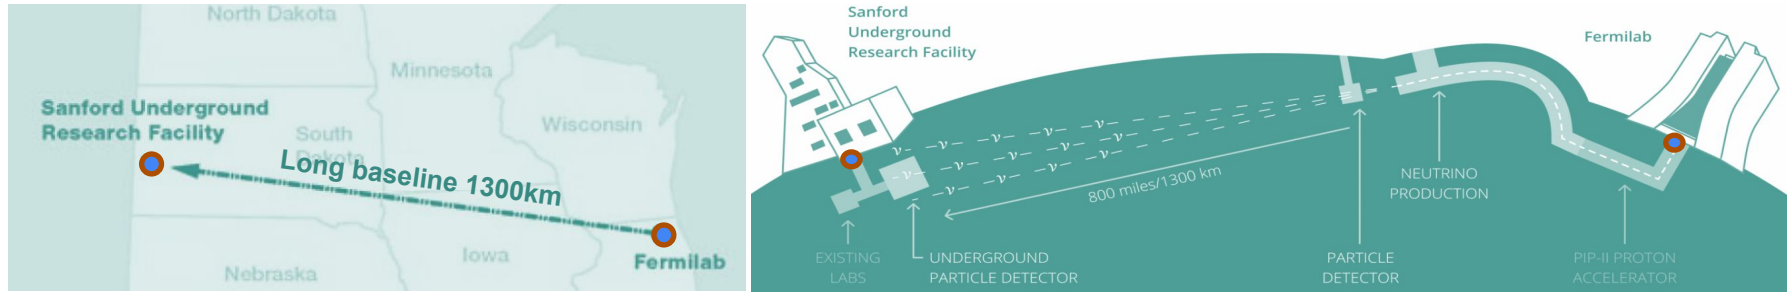 North Dakota
Minnesota
Sanford Underground
Research Facility
South
Dakota
Wisconsin
Long baseline 1300km
Iowa
Nebraska
Fermilab
Sanford
Underground
Research Facility
Fermilab
ν ν ν ν
ν ν ν ν
ν ν ν
800 miles/1300 km
NEUTRINO
PRODUCTION
EXISTING
LABS
UNDERGROUND
PARTICLE DETECTOR
PARTICLE
DETECTOR
PIP-II PROTON
ACCELERATOR